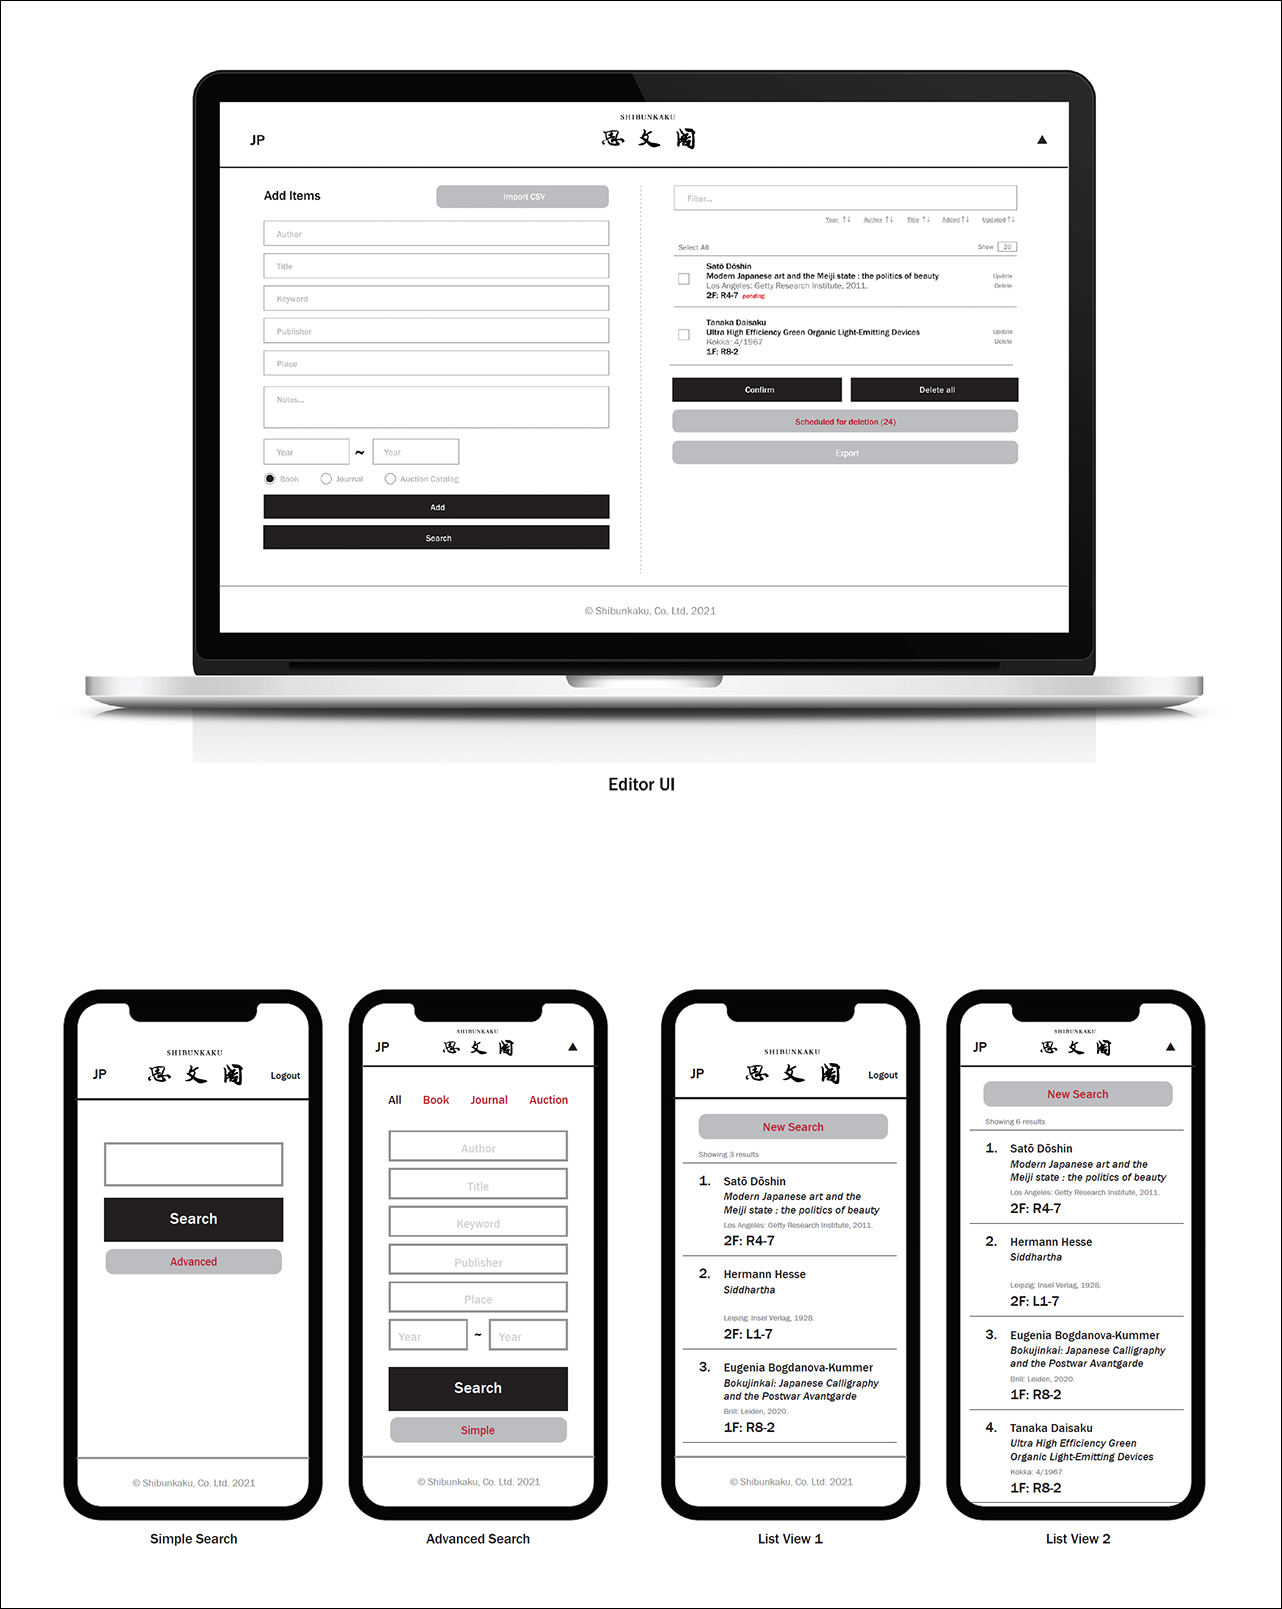 SHIBUNKAKU
JP
思文閣
▲
Add Items
Import CSV
Author
Title
Keyword
Publisher
Place
Notes...
Year ~ Year
Book Journal Auction Catalog
Add
Search
Filter...
Year ↑↓ Author ↑↓ Title ↑↓ Added ↑↓ Updated ↑↓
Select All
Show 20
Satō Dōshin
Modern Japanese art and the Meiji state : the politics of beauty
Los Angeles: Getty Research Institute, 2011.
2F: R4-7 pending
Update
Delete
Tanaka Daisaku
Ultra High Efficiency Green Organic Light-Emitting Devices
Kokka: 4/1967
1F: R8-2
Update
Delete
Confirm
Delete all
Scheduled for deletion (24)
Export
© Shibunkaku, Co. Ltd. 2021
Editor UI
SHIBUNKAKU
JP
思文閣
Logout
Search
Advanced
© Shibunkaku, Co. Ltd. 2021
Simple Search
SHIBUNKAKU
JP
思文閣
▲
All Book Journal Auction
Author
Title
Keyword
Publisher
Place
Year ~ Year
Search
Simple
© Shibunkaku, Co. Ltd. 2021
Advanced Search
SHIBUNKAKU
JP
思文閣
Logout
New Search
Showing 3 results
1. Satō Dōshin
Modern Japanese art and the
Meiji state : the politics of beauty
Los Angeles: Getty Research Institute, 2011.
2F: R4-7
2. Hermann Hesse
Siddhartha
Leipzig: Insel Verlag, 1928.
2F: L1-7
3. Eugenia Bogdanova-Kummer
Bokujinkai: Japanese Calligraphy
and the Postwar Avantgarde
Brill: Leiden, 2020.
1F: R8-2
© Shibunkaku, Co. Ltd. 2021
List View 1
SHIBUNKAKU
JP
思文閣
▲
New Search
Showing 6 results
1. Satō Dōshin
Modern Japanese art and the
Meiji state : the politics of beauty
Los Angeles: Getty Research Institute, 2011.
2F: R4-7
2. Hermann Hesse
Siddhartha
Leipzig: Insel Verlag, 1928.
2F: L1-7
3. Eugenia Bogdanova-Kummer
Bokujinkai: Japanese Calligraphy
and the Postwar Avantgarde
Brill: Leiden, 2020.
1F: R8-2
4. Tanaka Daisaku
Ultra High Efficiency Green
Organic Light-Emitting Devices
Kokka: 4/1967
1F: R8-2
List View 2